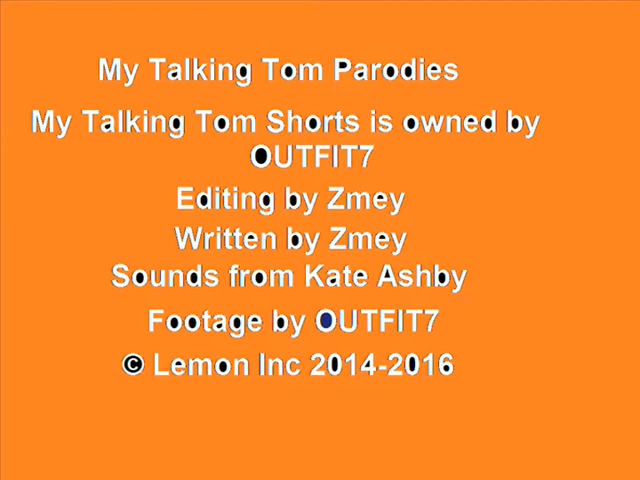 My Talking Tom Parodies
My Talking Tom Shorts is owned by
OUTFIT7
Editing by Zmey
Written by Zmey
Sounds from Kate Ashby
Footage by OUTFIT7
© Lemon Inc 2014-2016